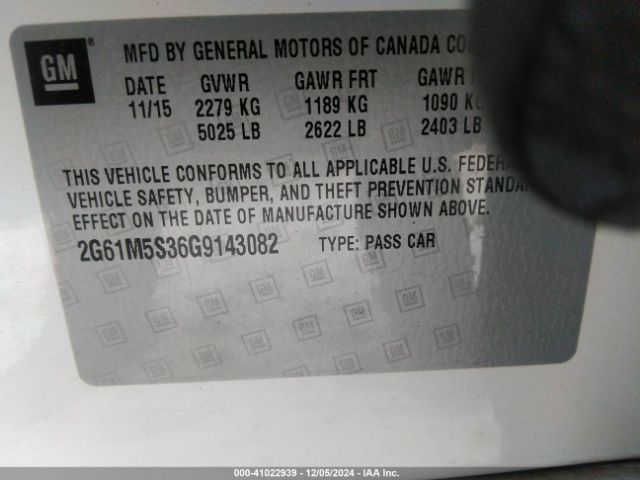 GM®
MFD BY GENERAL MOTORS OF CANADA
DATE GVWR GAWR FRT GAWR
11/15 2279 KG 1189 KG 1090 KG
5025 LB 2622 LB 2403 LB
THIS VEHICLE CONFORMS TO ALL APPLICABLE U.S.
VEHICLE SAFETY, BUMPER, AND THEFT PREVENTION
EFFECT ON THE DATE OF MANUFACTURE SHOWN ABOVE.
2G61M5S36G9143082 TYPE: PASS CAR
000-41022939 - 12/05/2024 - IAA Inc.